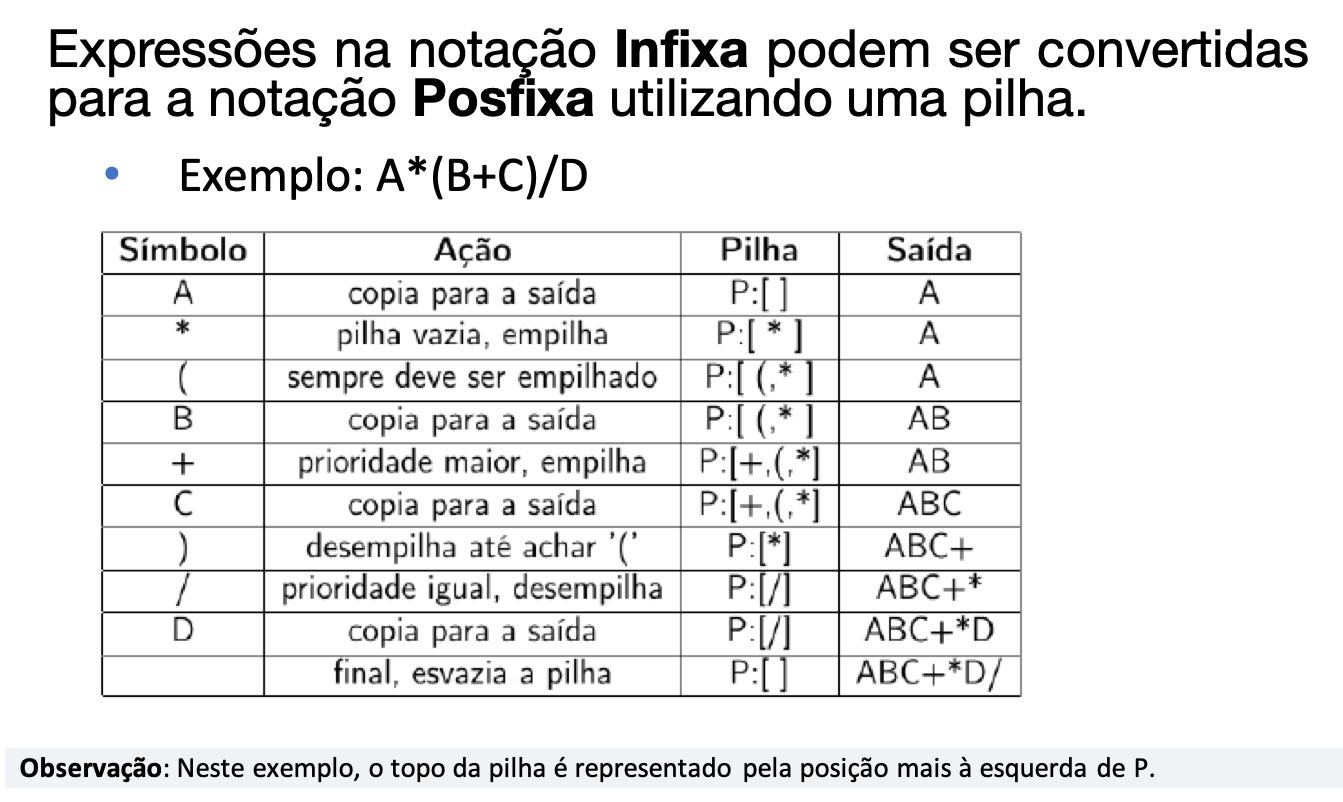 Expressões na notação Infixa podem ser convertidas
para a notação Posfixa utilizando uma pilha.
• Exemplo: A*(B+C)/D
Símbolo Ação Pilha Saída
A copia para a saída P:[ ] A
* pilha vazia, empilha P:[ * ] A
( sempre deve ser empilhado P:[ (,* ] A
B copia para a saída P:[ (,* ] AB
+ prioridade maior, empilha P:[+,(,*] AB
C copia para a saída P:[+,(,*] ABC
) desempilha até achar '(' P:[*] ABC+
/ prioridade igual, desempilha P:[/] ABC+*
D copia para a saída P:[/] ABC+*D
final, esvazia a pilha P:[ ] ABC+*D/
Observação: Neste exemplo, o topo da pilha é representado pela posição mais à esquerda de P.